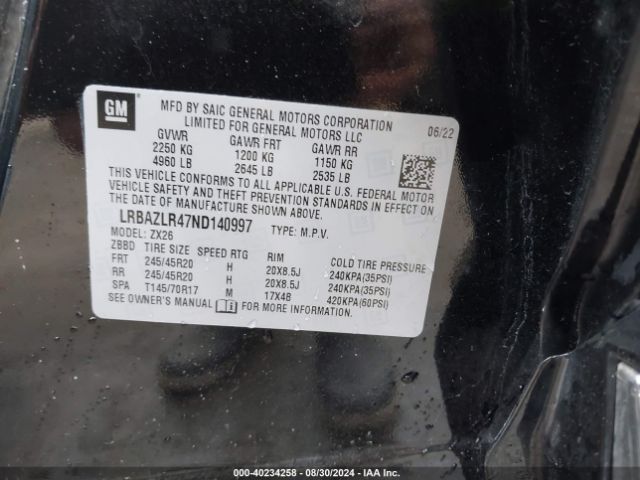 GM
MFD BY SAIC GENERAL MOTORS CORPORATION
LIMITED FOR GENERAL MOTORS LLC
06/22
GVWR GAWR FRT GAWR RR
2250 KG 1200 KG 1150 KG
4960 LB 2645 LB 2535 LB
THIS VEHICLE CONFORMS TO ALL APPLICABLE U.S. FEDERAL MOTOR
VEHICLE SAFETY AND THEFT PREVENTION STANDARDS IN EFFECT ON
THE DATE OF MANUFACTURE SHOWN ABOVE.
LRBAZLR47ND140997 TYPE: M.P.V.
MODEL: ZX26
ZBBD TIRE SIZE SPEED RTG RIM COLD TIRE PRESSURE
FRT 245/45R20 H 20X8.5J 240KPA(35PSI)
RR 245/45R20 H 20X8.5J 240KPA(35PSI)
SPA T145/70R17 M 17X4B 420KPA(60PSI)
SEE OWNER'S MANUAL FOR MORE INFORMATION.
000-40234258 - 08/30/2024 - IAA Inc.